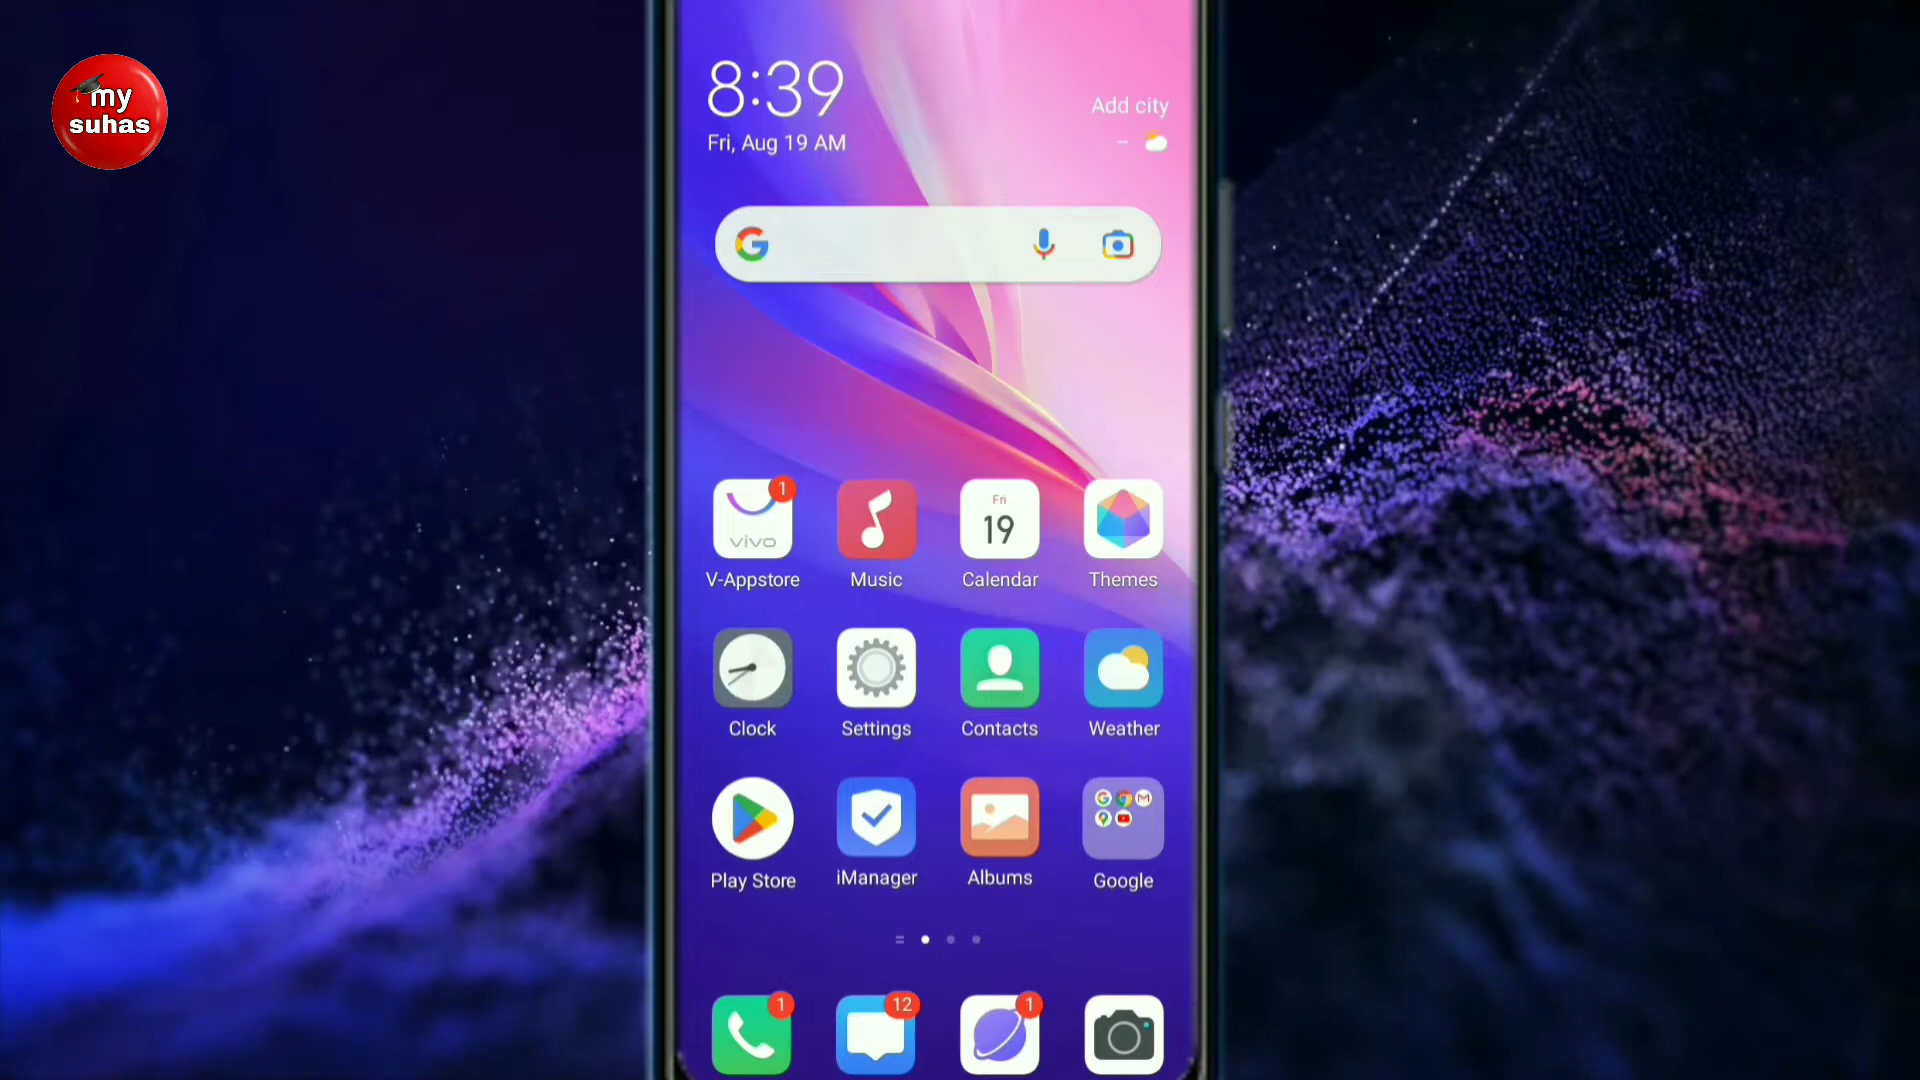 my
suhas
8:39
Fri, Aug 19 AM
Add city
1
vivo
Fri
19
V-Appstore
Music
Calendar
Themes
Clock
Settings
Contacts
Weather
Play Store
iManager
Albums
Google
1
12
1